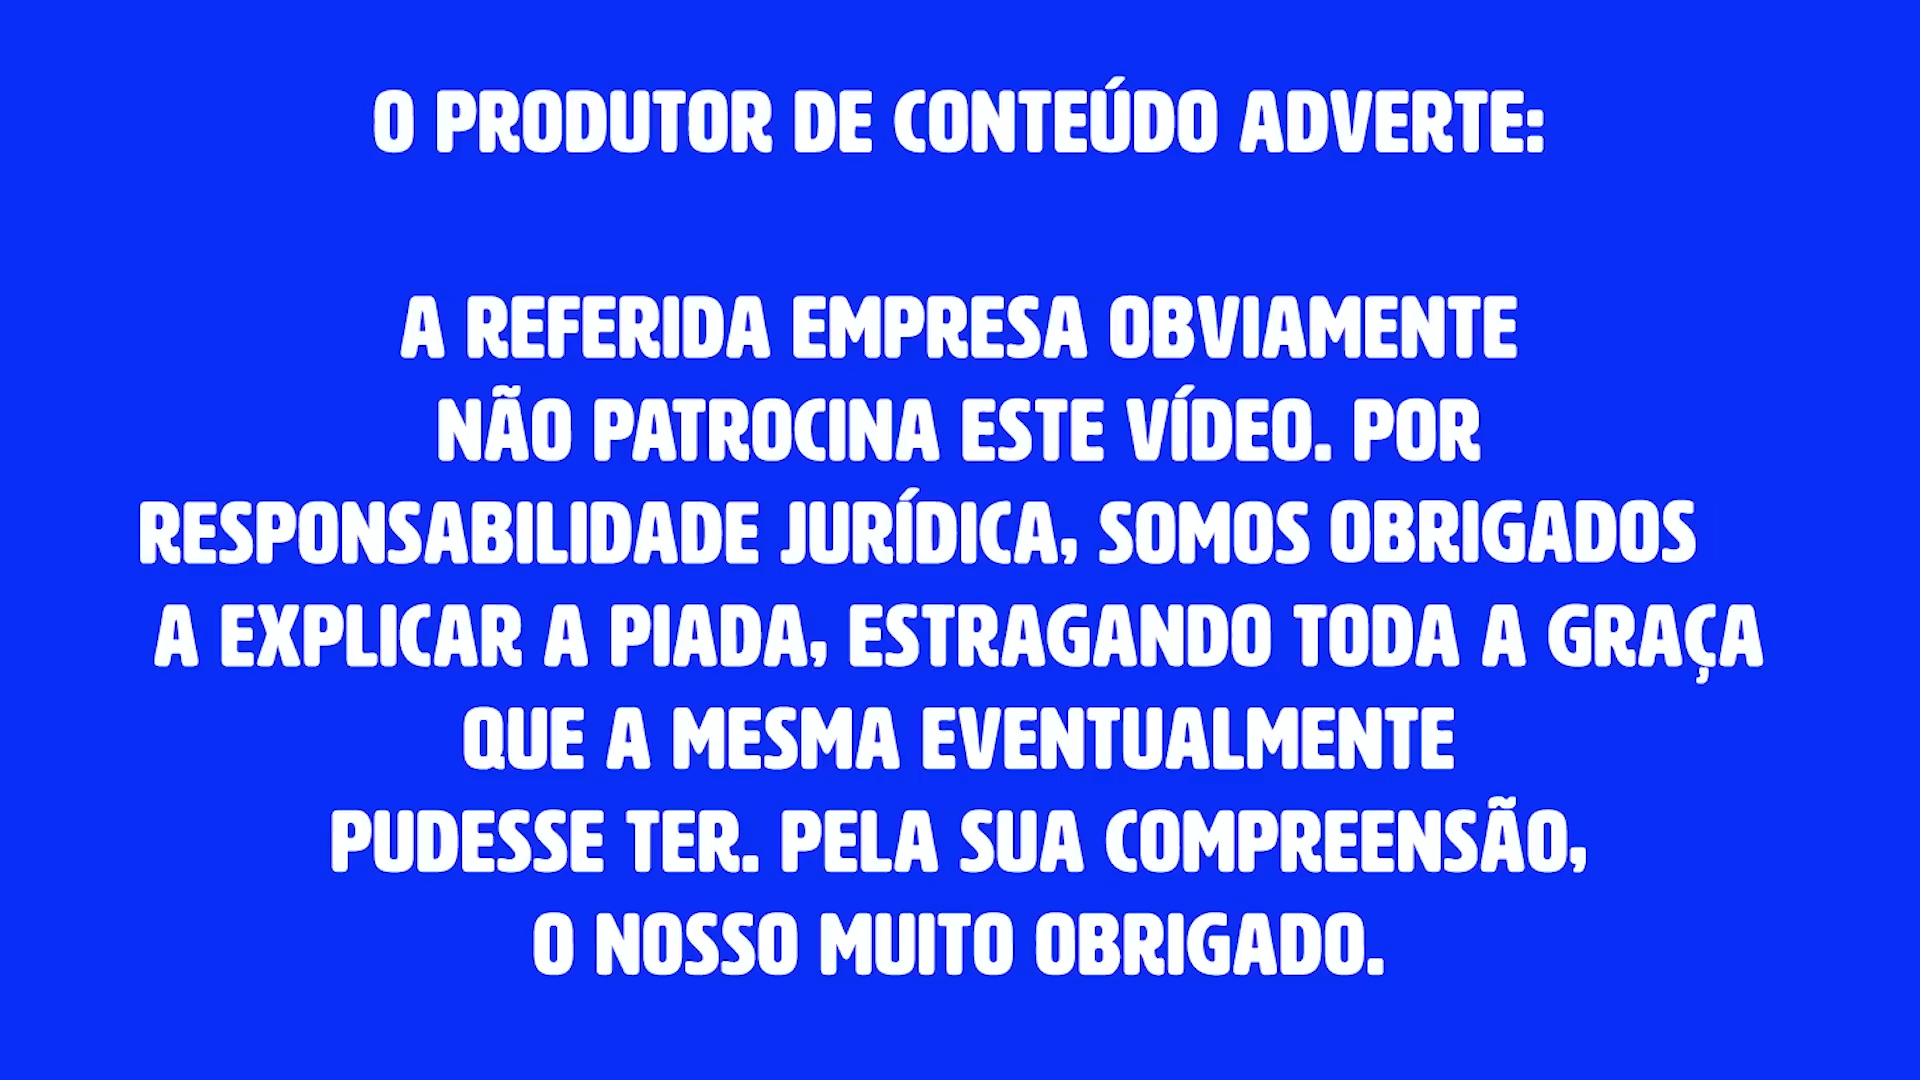 O PRODUTOR DE CONTEÚDO ADVERTE:
A REFERIDA EMPRESA OBVIAMENTE
NÃO PATROCINA ESTE VÍDEO. POR
RESPONSABILIDADE JURÍDICA, SOMOS OBRIGADOS
A EXPLICAR A PIADA, ESTRAGANDO TODA A GRAÇA
QUE A MESMA EVENTUALMENTE
PUDESSE TER. PELA SUA COMPREENSÃO,
O NOSSO MUITO OBRIGADO.